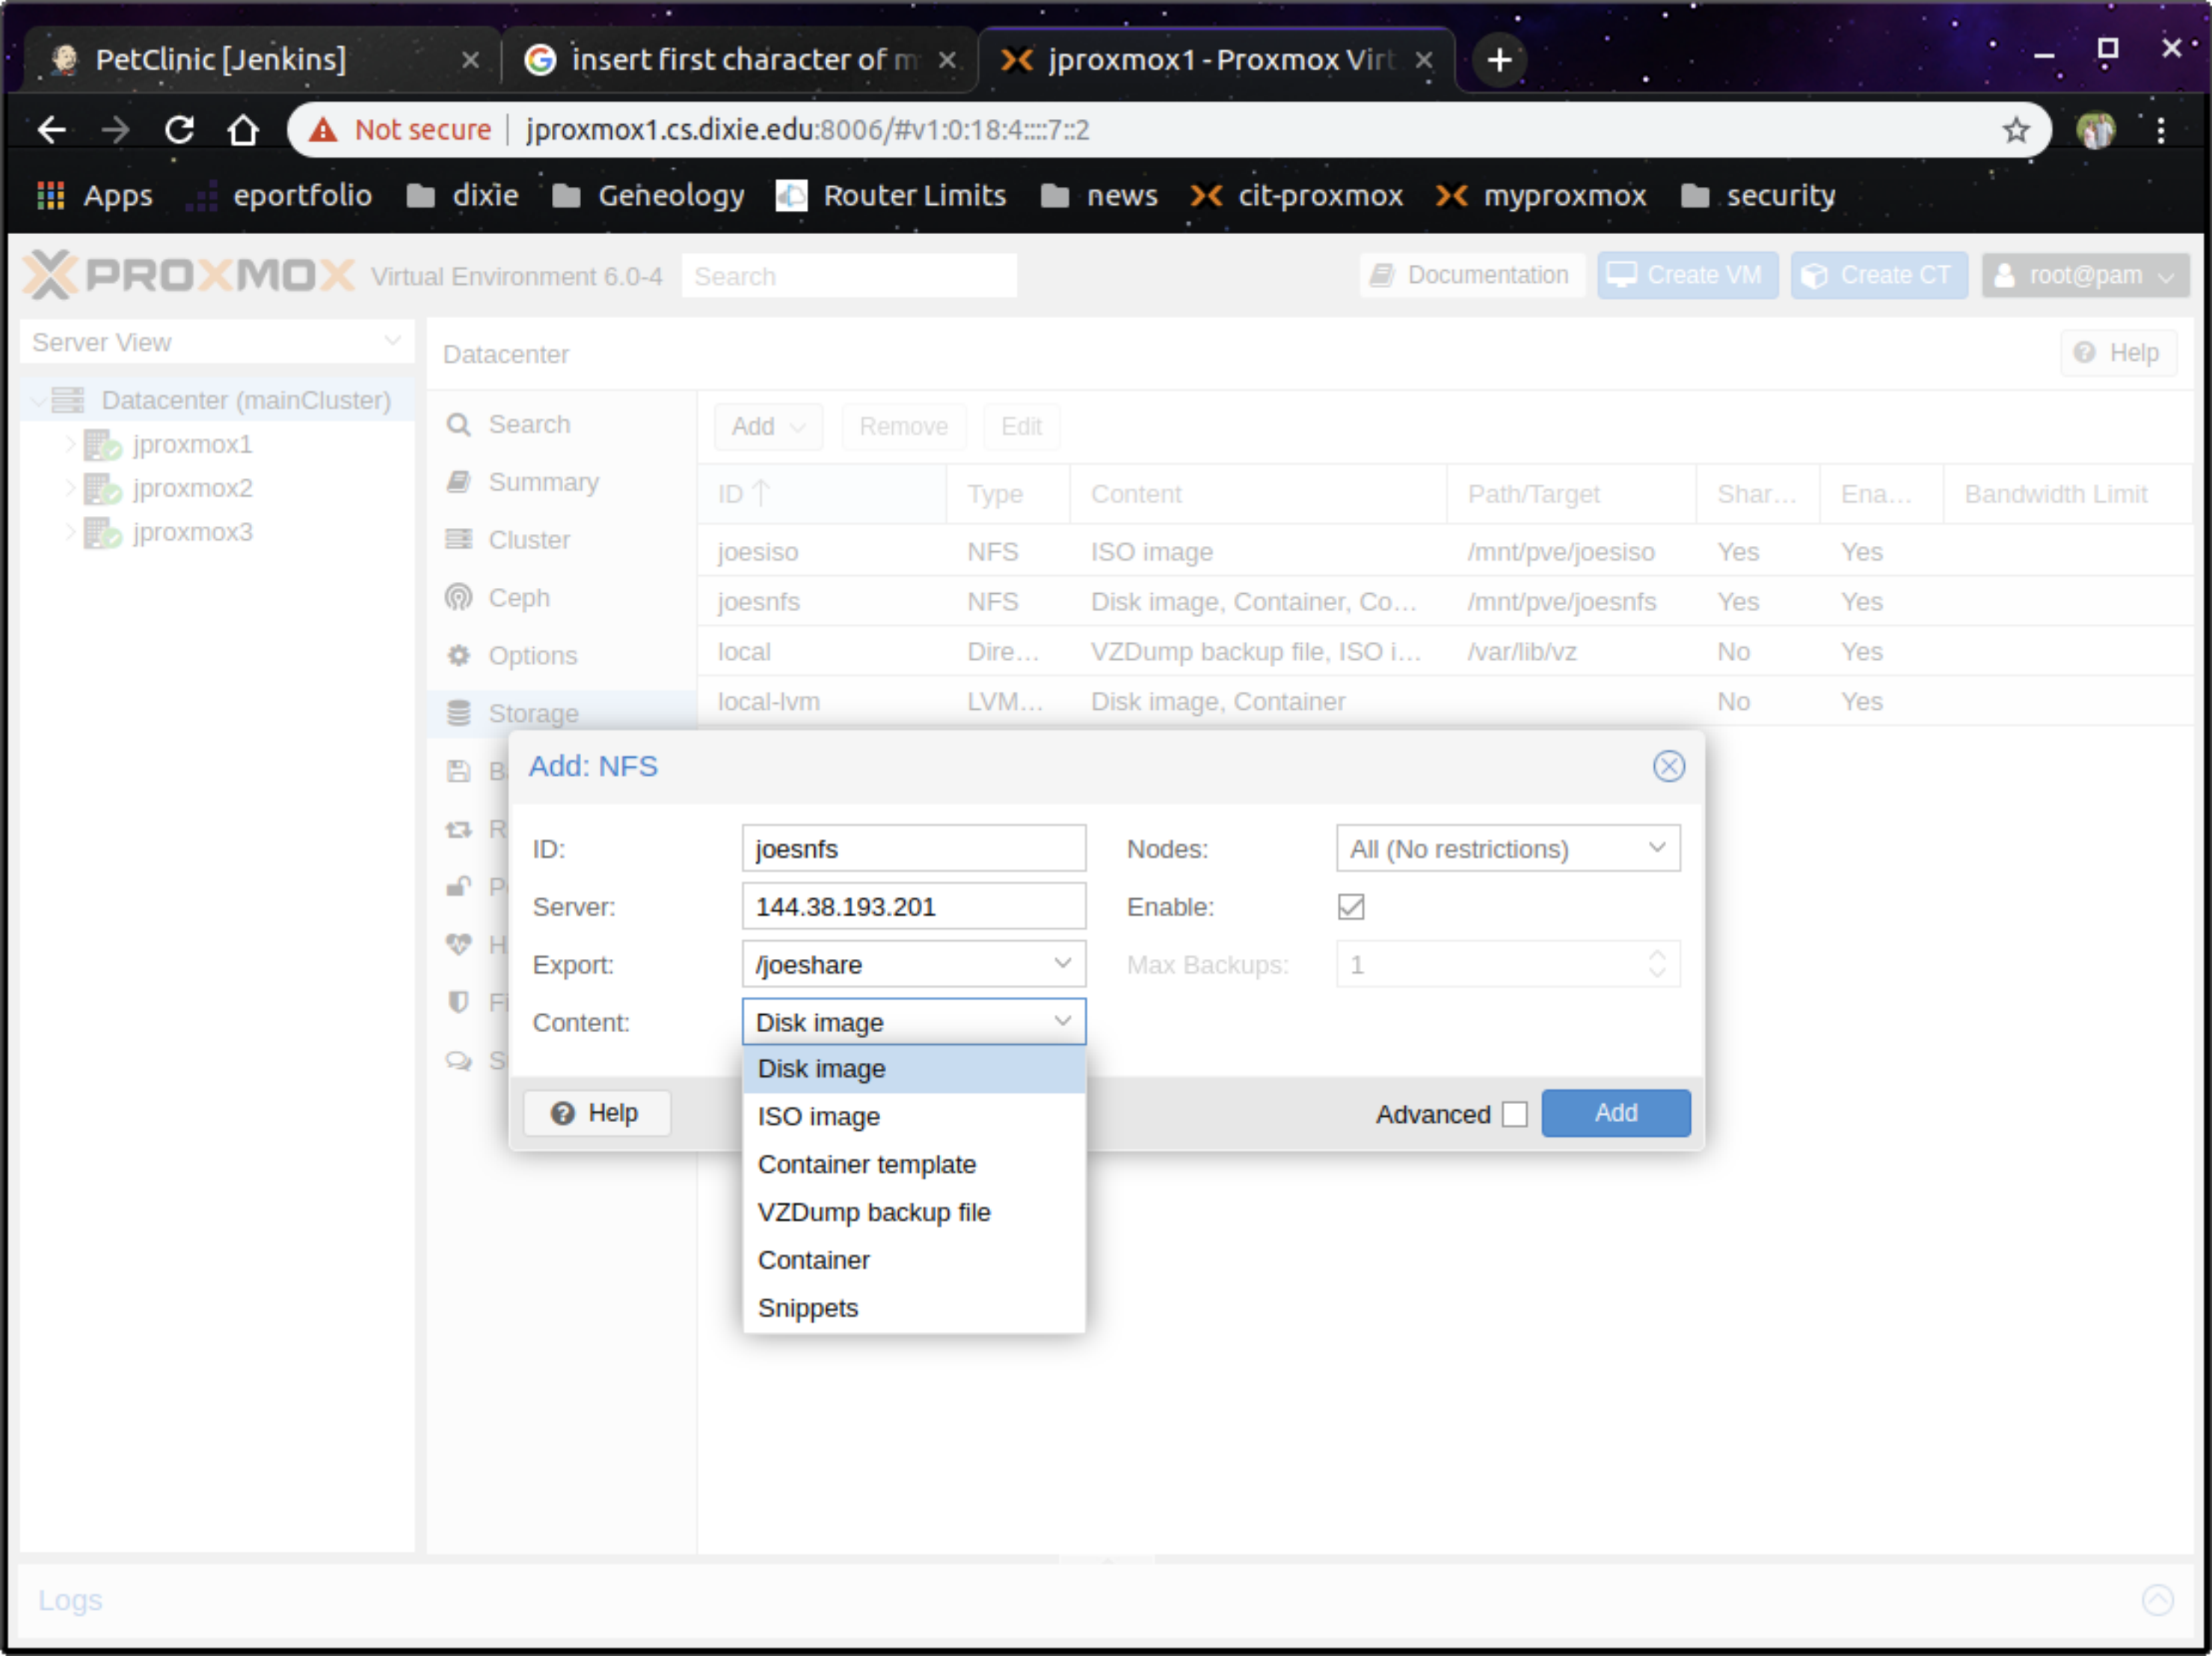 PetClinic [Jenkins]
insert first character of m
jproxmox1 - Proxmox Virt
Not secure
jproxmox1.cs.dixie.edu:8006/#v1:0:18:4::::7::2
Apps eportfolio dixie Geneology Router Limits news cit-proxmox myproxmox security
PROXMOX Virtual Environment 6.0-4 Search Documentation Create VM Create CT root@pam
Server View
Datacenter (mainCluster)
jproxmox1
jproxmox2
jproxmox3
Datacenter Help
Search
Summary
Cluster
Ceph
Options
Storage
B
R
P
H
Fi
S
Add Remove Edit
ID Type Content Path/Target Shar... Ena... Bandwidth Limit
joesiso NFS ISO image /mnt/pve/joesiso Yes Yes
joesnfs NFS Disk image, Container, Co... /mnt/pve/joesnfs Yes Yes
local Dire... VZDump backup file, ISO i... /var/lib/vz No Yes
local-lvm LVM... Disk image, Container No Yes
Add: NFS
ID: joesnfs Nodes: All (No restrictions)
Server: 144.38.193.201 Enable:
Export: /joeshare Max Backups: 1
Content: Disk image
Disk image
ISO image
Container template
VZDump backup file
Container
Snippets
Help Advanced Add
Logs